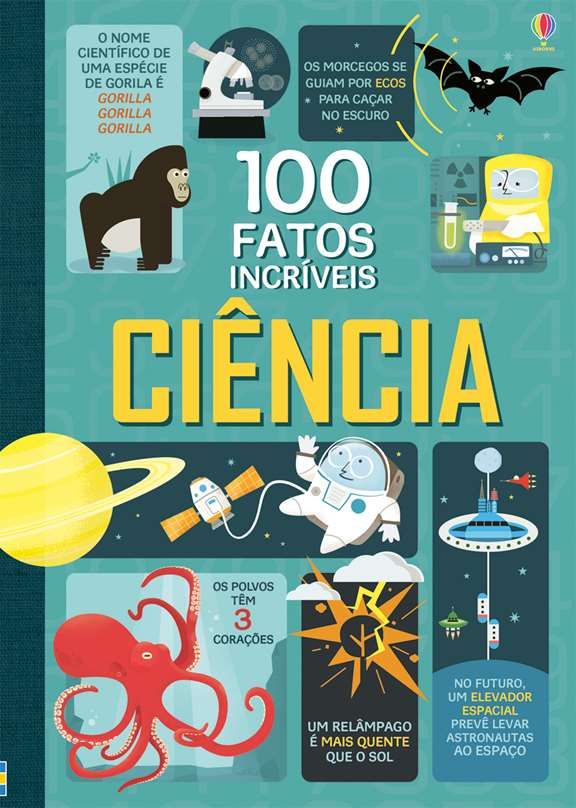 O NOME
CIENTÍFICO DE
UMA ESPÉCIE
DE GORILA É
GORILLA
GORILLA
GORILLA
OS MORCEGOS SE
GUIAM POR ECOS
PARA CAÇAR
NO ESCURO
USBORNE
100
FATOS
INCRÍVEIS
CIÊNCIA
OS POLVOS
TÊM
3
CORAÇÕES
UM RELÂMPAGO
É MAIS QUENTE
QUE O SOL
NO FUTURO,
UM ELEVADOR
ESPACIAL
PREVÊ LEVAR
ASTRONAUTAS
AO ESPAÇO